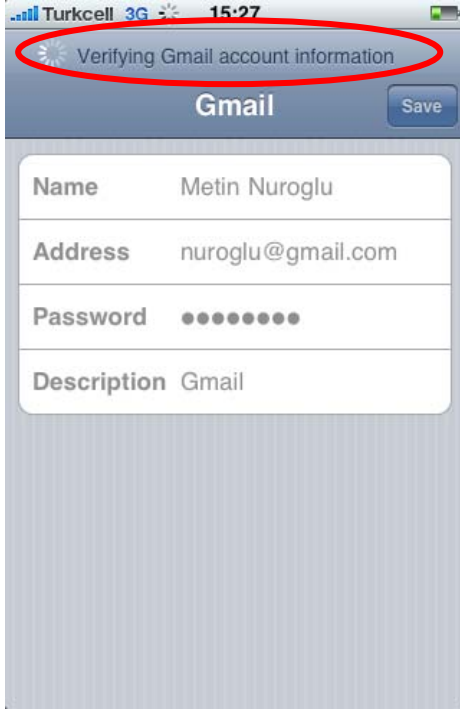 Turkcell 3G 15:27
Verifying Gmail account information
Gmail Save
Name Metin Nuroglu
Address nuroglu@gmail.com
Password ●●●●●●●●
Description Gmail